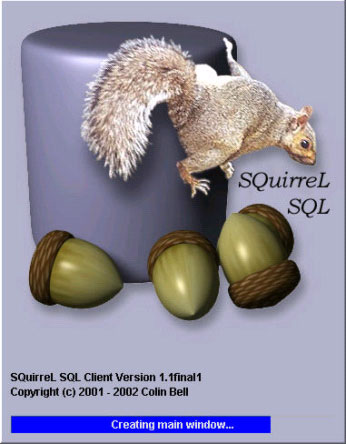 SQuirreL
SQL
SQuirreL SQL Client Version 1.1final1
Copyright (c) 2001 - 2002 Colin Bell
Creating main window...